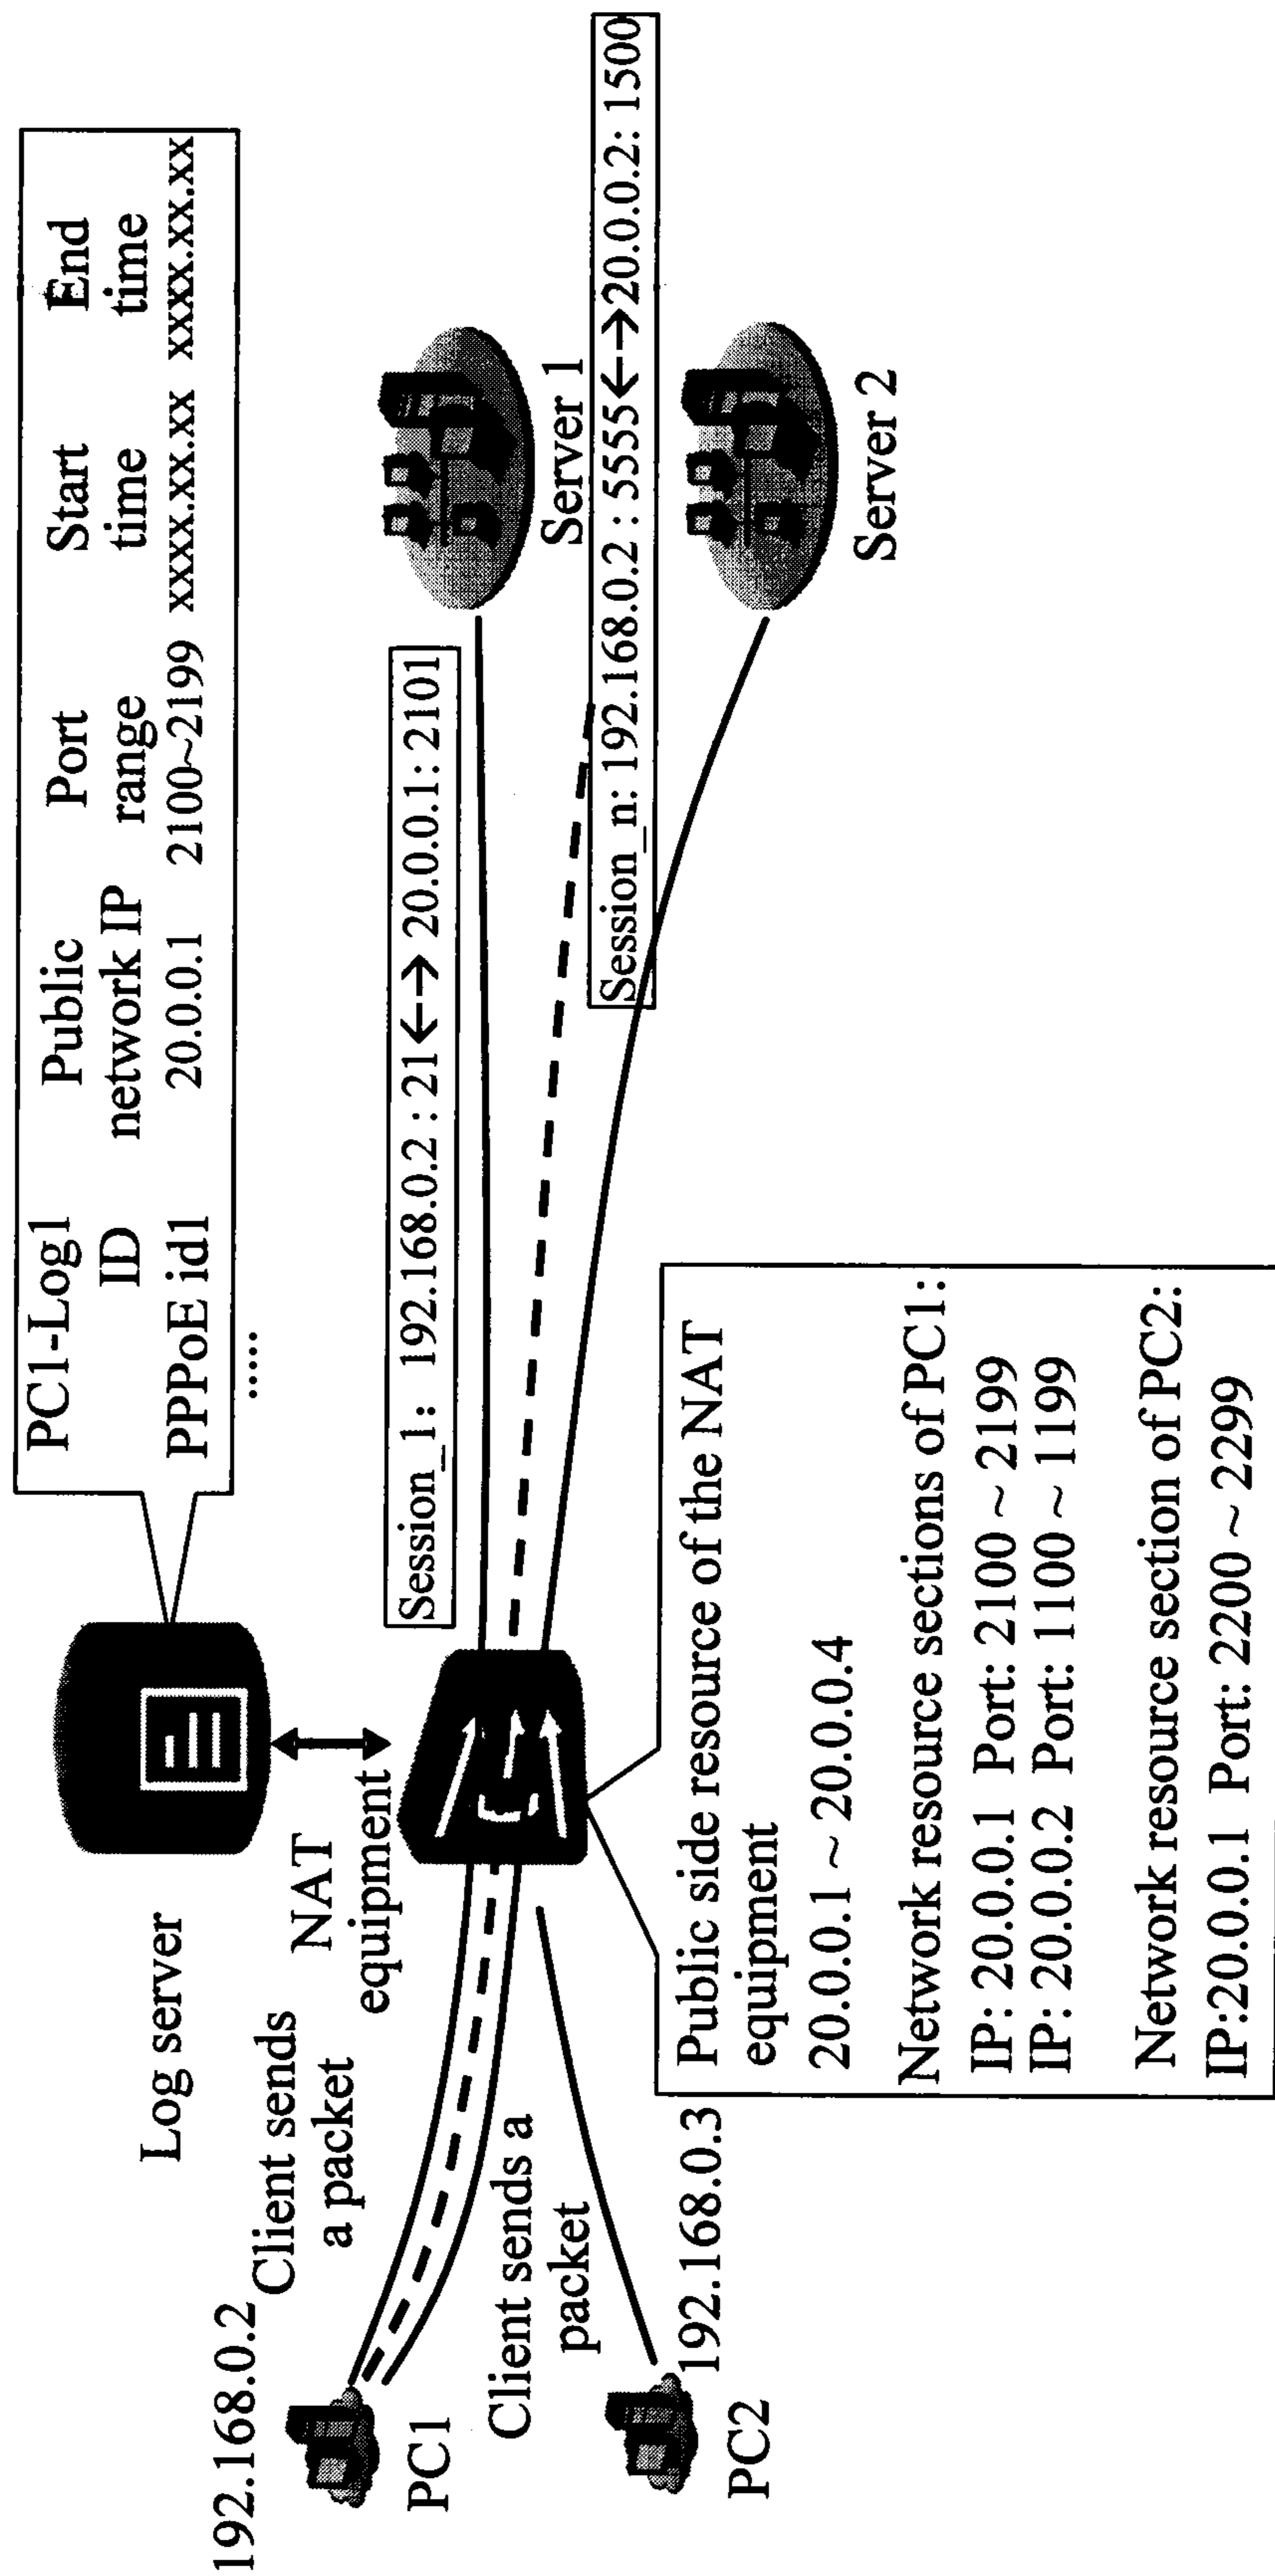 PC1-Log1 Public Port Start End
ID network IP range time time
PPPoE id1 20.0.0.1 2100~2199 xxxx.xx.xx xxxx.xx.xx
.....
Log server
NAT
equipment
192.168.0.2
Client sends
a packet
PC1
Session_1: 192.168.0.2 : 21←→ 20.0.0.1: 2101
Server 1
Session_n: 192.168.0.2 : 5555←→20.0.0.2: 1500
Server 2
Client sends a
packet
192.168.0.3
PC2
Public side resource of the NAT
equipment
20.0.0.1 ~ 20.0.0.4
Network resource sections of PC1:
IP: 20.0.0.1 Port: 2100 ~ 2199
IP: 20.0.0.2 Port: 1100 ~ 1199
Network resource section of PC2:
IP:20.0.0.1 Port: 2200 ~ 2299